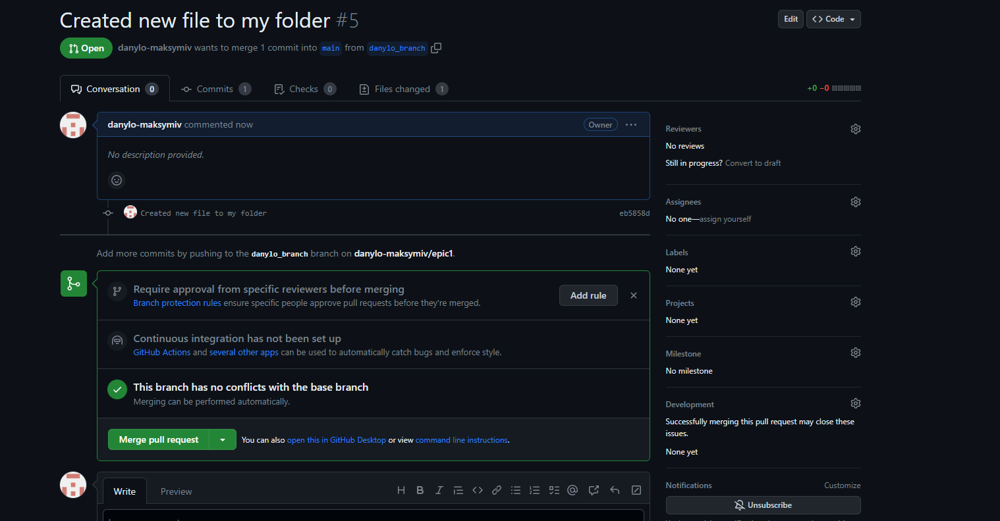 Created new file to my folder #5
Edit
Code
Open
danylo-maksymiv wants to merge 1 commit into main from danylo_branch
Conversation 0
Commits 1
Checks 0
Files changed 1
+0 −0
danylo-maksymiv commented now
Owner
No description provided.
Created new file to my folder
eb5858d
Add more commits by pushing to the danylo_branch branch on danylo-maksymiv/epic1.
Require approval from specific reviewers before merging
Branch protection rules ensure specific people approve pull requests before they're merged.
Add rule
Continuous integration has not been set up
GitHub Actions and several other apps can be used to automatically catch bugs and enforce style.
This branch has no conflicts with the base branch
Merging can be performed automatically.
Merge pull request
You can also open this in GitHub Desktop or view command line instructions.
Write
Preview
Reviewers
No reviews
Still in progress? Convert to draft
Assignees
No one—assign yourself
Labels
None yet
Projects
None yet
Milestone
No milestone
Development
Successfully merging this pull request may close these
issues.
None yet
Notifications
Customize
Unsubscribe